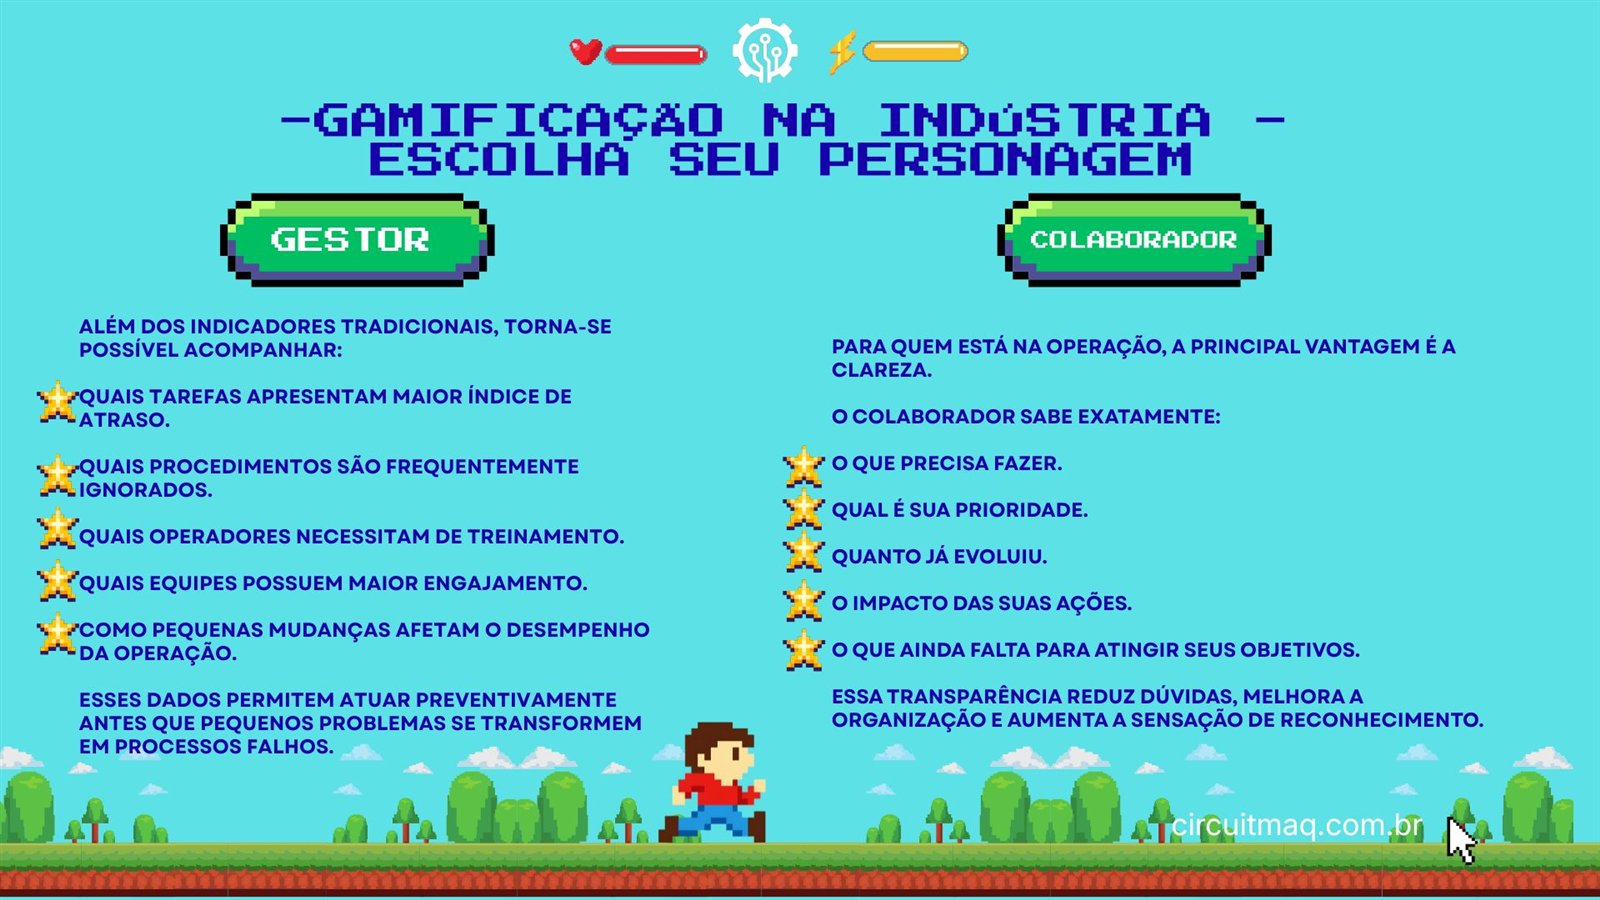 -GAMIFICAÇÃO NA INDúSTRIA -
ESCOLHA SEU PERSONAGEM
GESTOR
ALÉM DOS INDICADORES TRADICIONAIS, TORNA-SE
POSSÍVEL ACOMPANHAR:
QUAIS TAREFAS APRESENTAM MAIOR ÍNDICE DE
ATRASO.
QUAIS PROCEDIMENTOS SÃO FREQUENTEMENTE
IGNORADOS.
QUAIS OPERADORES NECESSITAM DE TREINAMENTO.
QUAIS EQUIPES POSSUEM MAIOR ENGAJAMENTO.
COMO PEQUENAS MUDANÇAS AFETAM O DESEMPENHO
DA OPERAÇÃO.
ESSES DADOS PERMITEM ATUAR PREVENTIVAMENTE
ANTES QUE PEQUENOS PROBLEMAS SE TRANSFORMEM
EM PROCESSOS FALHOS.
COLABORADOR
PARA QUEM ESTÁ NA OPERAÇÃO, A PRINCIPAL VANTAGEM É A
CLAREZA.
O COLABORADOR SABE EXATAMENTE:
O QUE PRECISA FAZER.
QUAL É SUA PRIORIDADE.
QUANTO JÁ EVOLUIU.
O IMPACTO DAS SUAS AÇÕES.
O QUE AINDA FALTA PARA ATINGIR SEUS OBJETIVOS.
ESSA TRANSPARÊNCIA REDUZ DÚVIDAS, MELHORA A
ORGANIZAÇÃO E AUMENTA A SENSAÇÃO DE RECONHECIMENTO.
circuitmaq.com.br